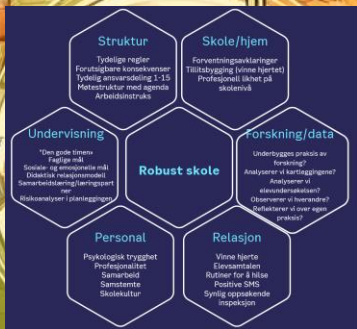 Struktur
Tydelige regler
Forutsigbare konsekvenser
Tydelig ansvarsdeling 1-15
Møtestruktur med agenda
Arbeidsinstruks
Skole/hjem
Forventningsavklaringer
Tillitsbygging (vinne hjertet)
Profesjonell likhet på
skolenivå
Undervisning
"Den gode timen»
Faglige mål
Sosiale- og emosjonelle mål
Didaktisk relasjonsmodell
Samarbeidslæring/læringspart
ner
Risikoanalyser i planleggingen
Robust skole
Forskning/data
Underbygges praksis av
forskning?
Analyserer vi kartleggingene?
Analyserer vi
elevundersøkelsen?
Observerer vi hverandre?
Reflekterer vi over egen
praksis?
Personal
Psykologisk trygghet
Profesjonalitet
Samarbeid
Samstemte
Skolekultur
Relasjon
Vinne hjerte
Elevsamtalen
Rutiner for å hilse
Positive SMS
Synlig oppsøkende
inspeksjon